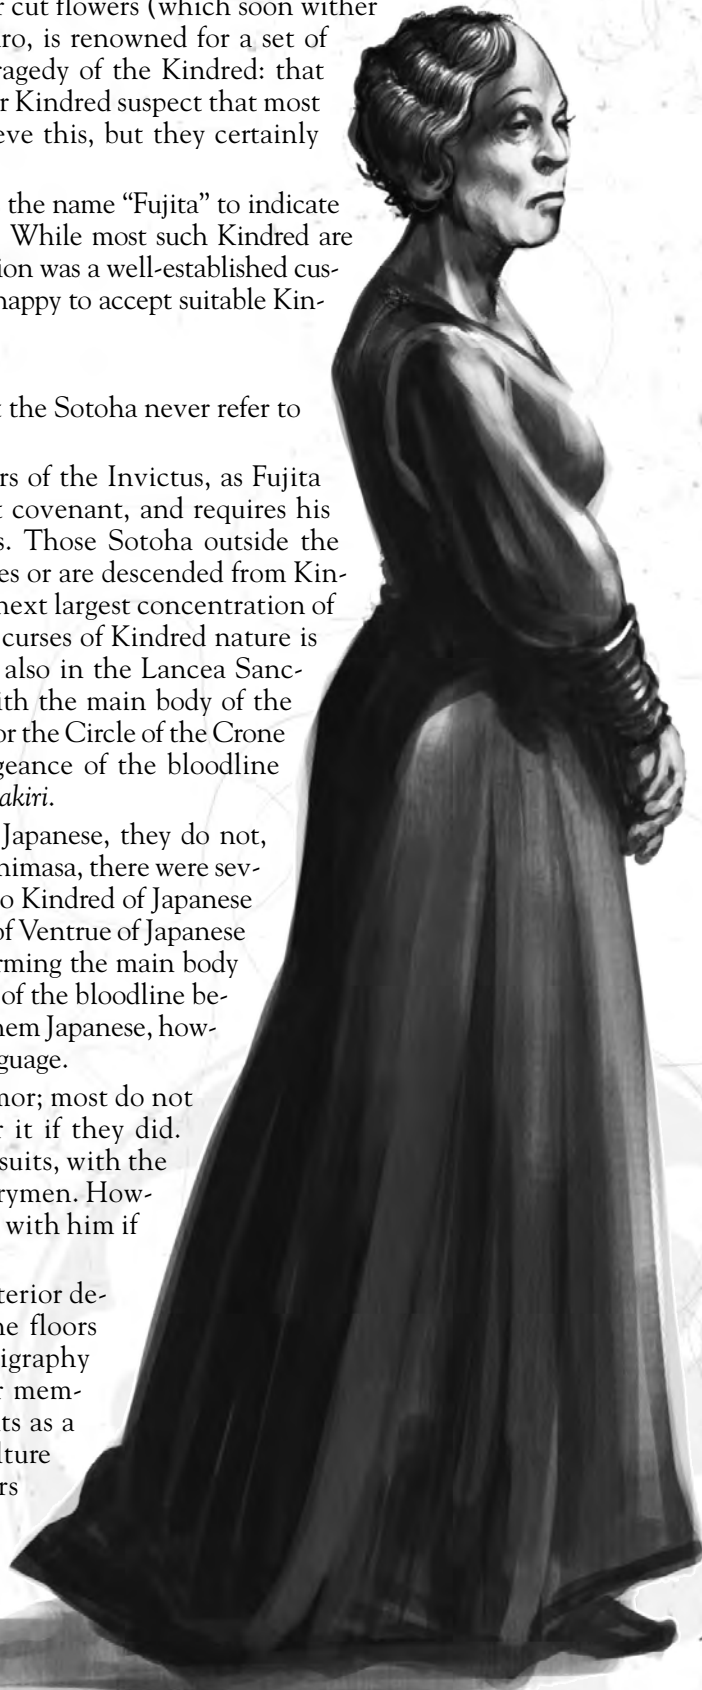 r cut flowers (which soon wither
ro, is renowned for a set of
ragedy of the Kindred: that
r Kindred suspect that most
eve this, but they certainly
the name “Fujita” to indicate
. While most such Kindred are
ion was a well-established cus-
happy to accept suitable Kin-
t the Sotoha never refer to
rs of the Invictus, as Fujita
t covenant, and requires his
s. Those Sotoha outside the
es or are descended from Kin-
next largest concentration of
curses of Kindred nature is
also in the Lancea Sanc-
ith the main body of the
or the Circle of the Crone
geance of the bloodline
akiri.
Japanese, they do not,
himasa, there were sev-
o Kindred of Japanese
of Ventrue of Japanese
rming the main body
of the bloodline be-
hem Japanese, how-
guage.
mor; most do not
r it if they did.
suits, with the
rymen. How-
with him if
terior de-
he floors
ligraphy
r mem-
ts as a
lture
rs